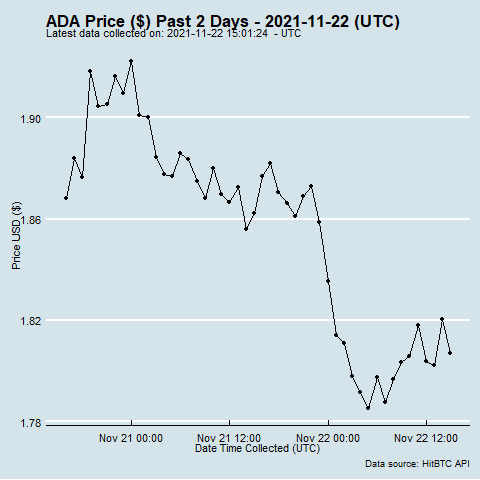 ADA Price ($) Past 2 Days - 2021-11-22 (UTC)
Latest data collected on: 2021-11-22 15:01:24  - UTC
1.90
1.86
1.82
1.78
Price USD ($)
Nov 21 00:00 Nov 21 12:00 Nov 22 00:00 Nov 22 12:00
Date Time Collected (UTC)
Data source: HitBTC API